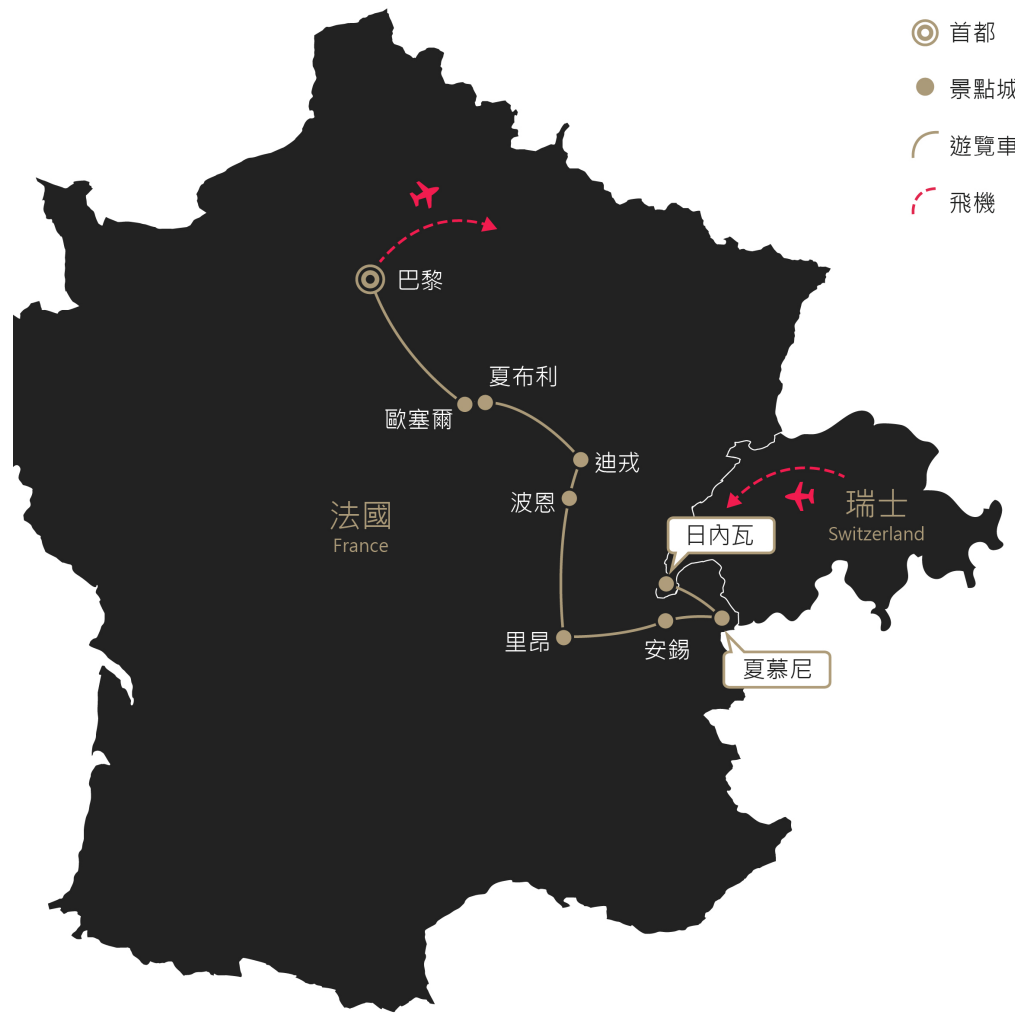 首都
景點城
遊覽車
飛機
巴黎
夏布利
歐塞爾
迪戎
波恩
法國
France
瑞士
Switzerland
日內瓦
里昂
安錫
夏慕尼